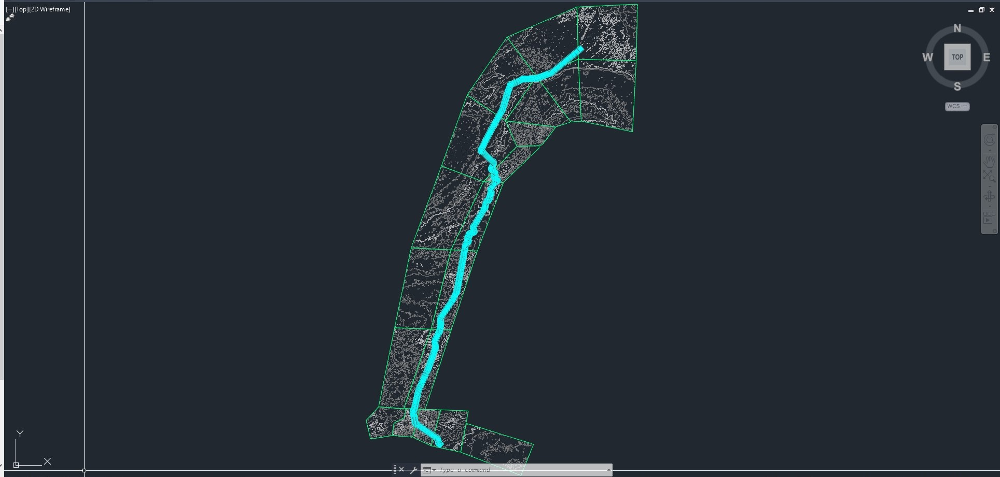 [−][Top][2D Wireframe]
N
W TOP E
S
WCS
Y
X
Type a command